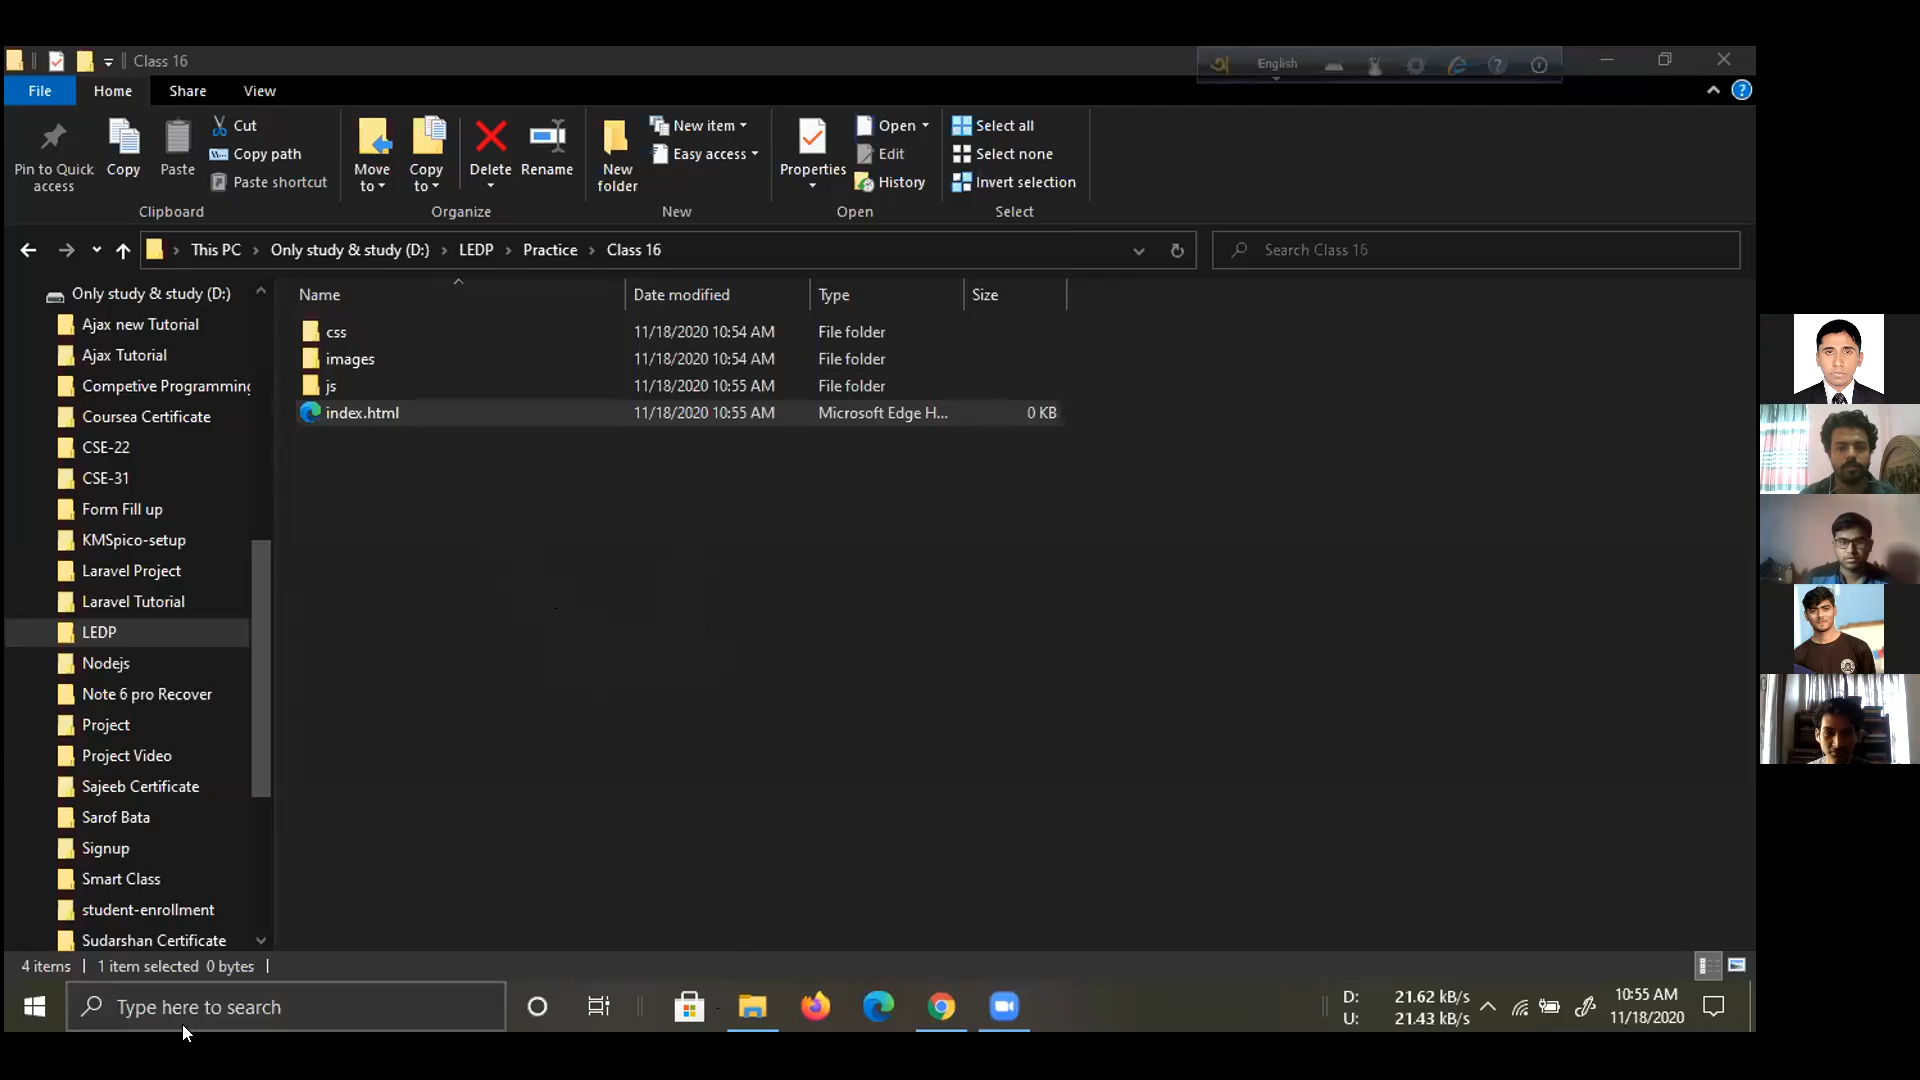 Class 16
English
File Home Share View
Pin to Quick access
Copy
Paste
Cut
Copy path
Paste shortcut
Clipboard
Move to
Copy to
Delete
Rename
Organize
New folder
New item
Easy access
New
Properties
Open
Edit
History
Open
Select all
Select none
Invert selection
Select
This PC > Only study & study (D:) > LEDP > Practice > Class 16
Search Class 16
Only study & study (D:)
Ajax new Tutorial
Ajax Tutorial
Competive Programming
Coursea Certificate
CSE-22
CSE-31
Form Fill up
KMSpico-setup
Laravel Project
Laravel Tutorial
LEDP
Nodejs
Note 6 pro Recover
Project
Project Video
Sajeeb Certificate
Sarof Bata
Signup
Smart Class
student-enrollment
Sudarshan Certificate
Name Date modified Type Size
css 11/18/2020 10:54 AM File folder
images 11/18/2020 10:54 AM File folder
js 11/18/2020 10:55 AM File folder
index.html 11/18/2020 10:55 AM Microsoft Edge H... 0 KB
4 items 1 item selected 0 bytes
Type here to search
D: 21.62 kB/s
U: 21.43 kB/s
10:55 AM
11/18/2020